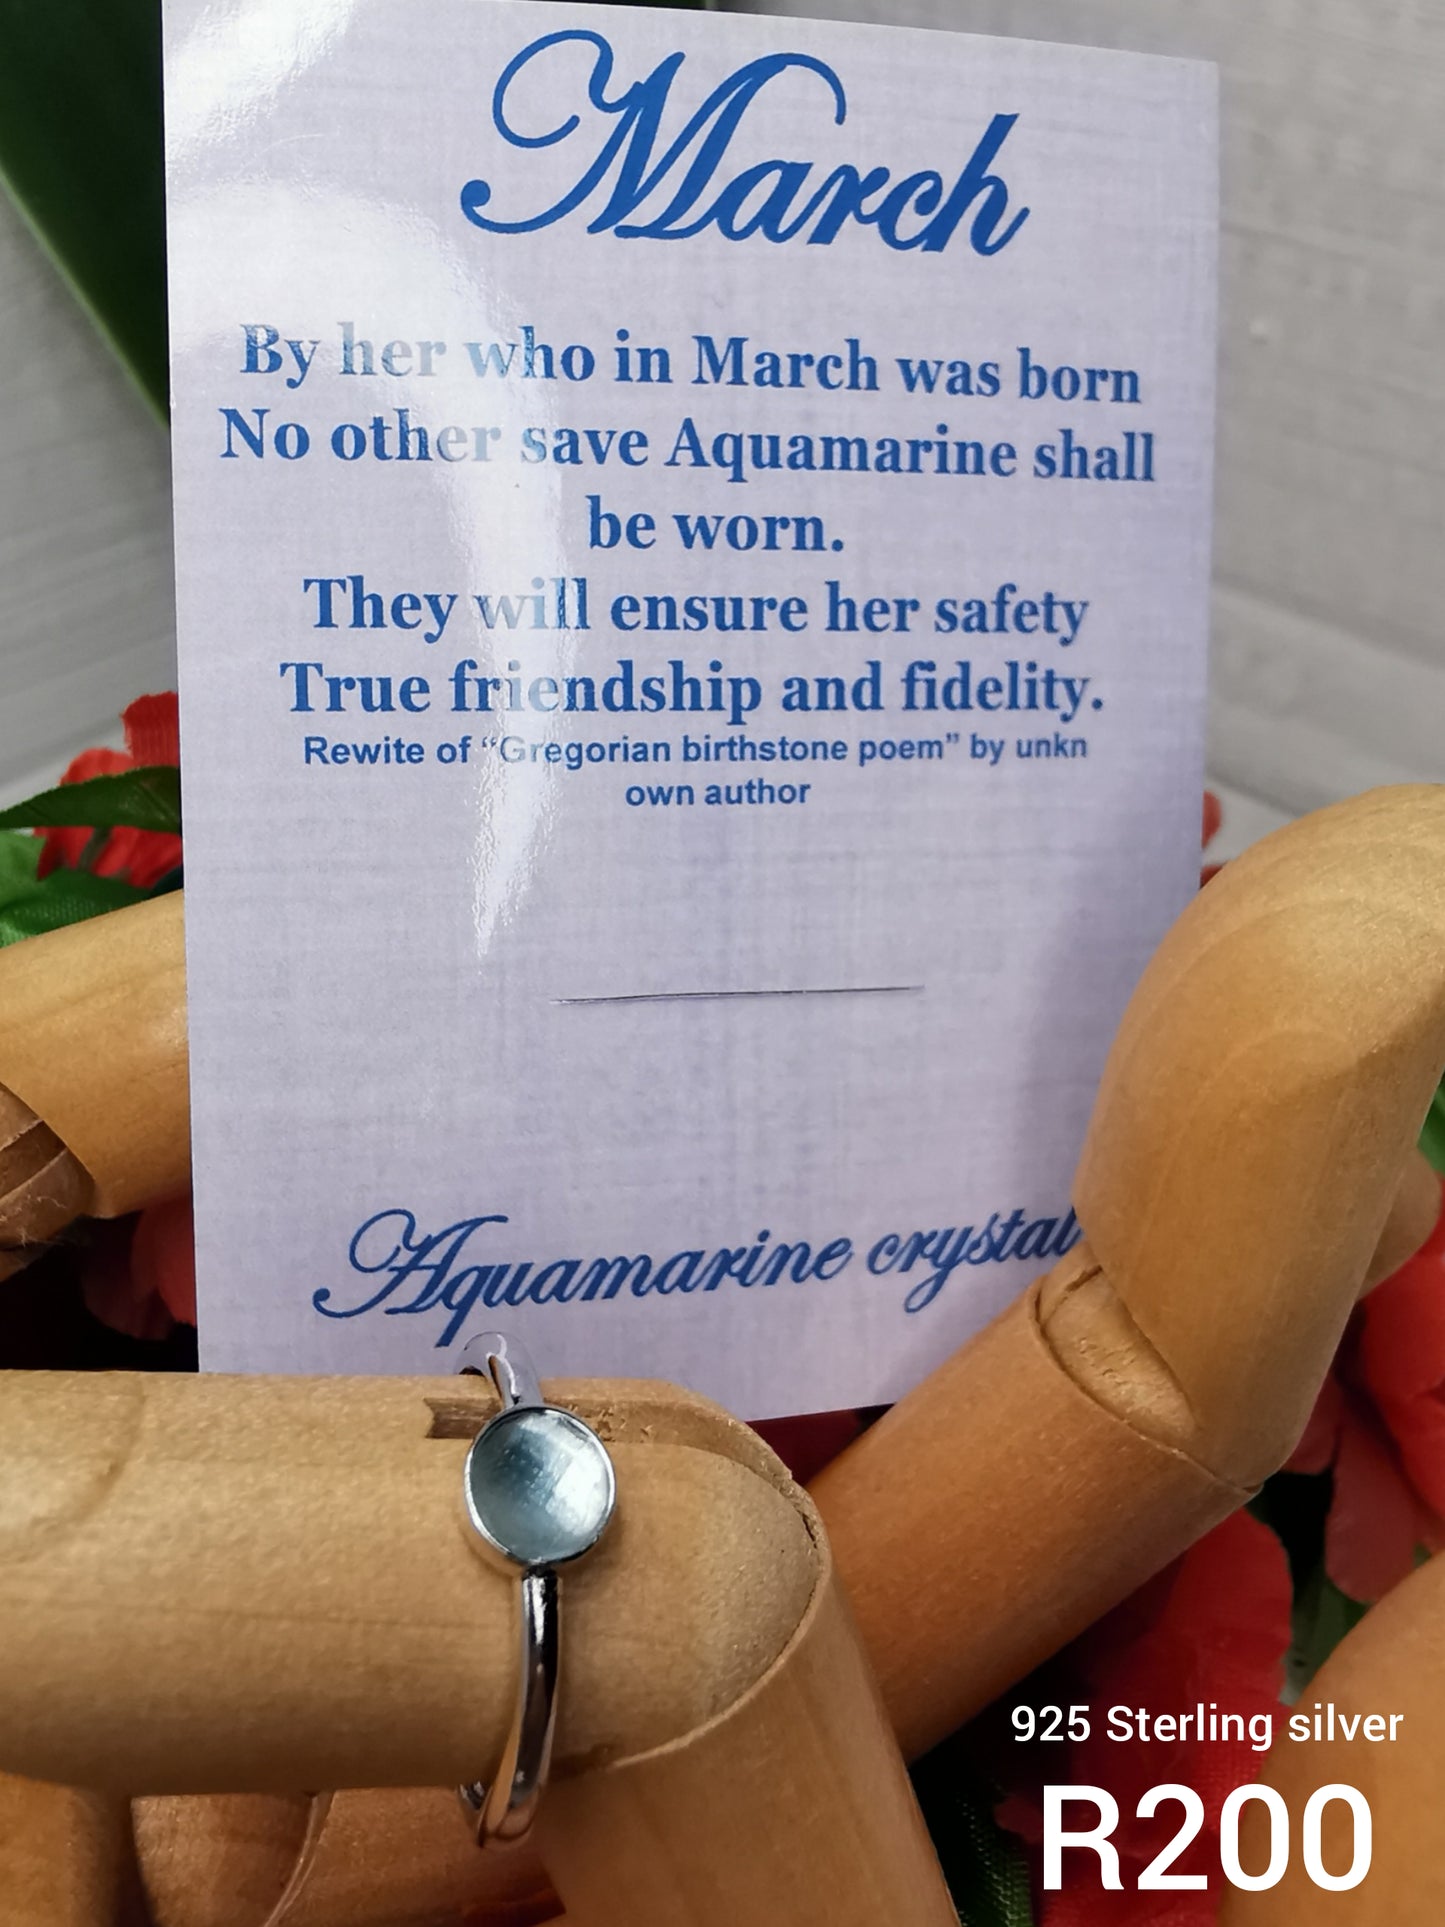 March
By her who in March was born
No other save Aquamarine shall
be worn.
They will ensure her safety
True friendship and fidelity.
Rewite of “Gregorian birthstone poem” by unkn
own author
Aquamarine crystal
925 Sterling silver
R200